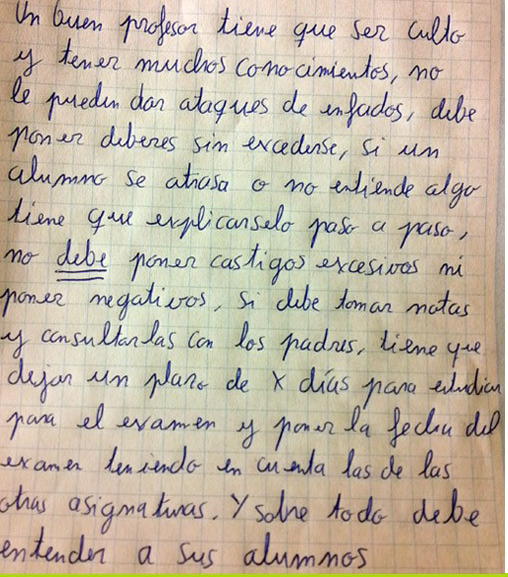 Un buen profesor tiene que ser culto
y tener muchos conocimientos, no
le pueden dar ataques de enfados, debe
poner deberes sin excederse, si un
alumno se atrasa o no entiende algo
tiene que explicarselo paso a paso,
no debe poner castigos excesivos ni
poner negativos, si debe tomar notas
y consultarlas con los padres, tiene que
dejar un plazo de X días para estudiar
para el examen y poner la fecha del
examen teniendo en cuenta las de las
otras asignaturas. Y sobre todo debe
entender a sus alumnos